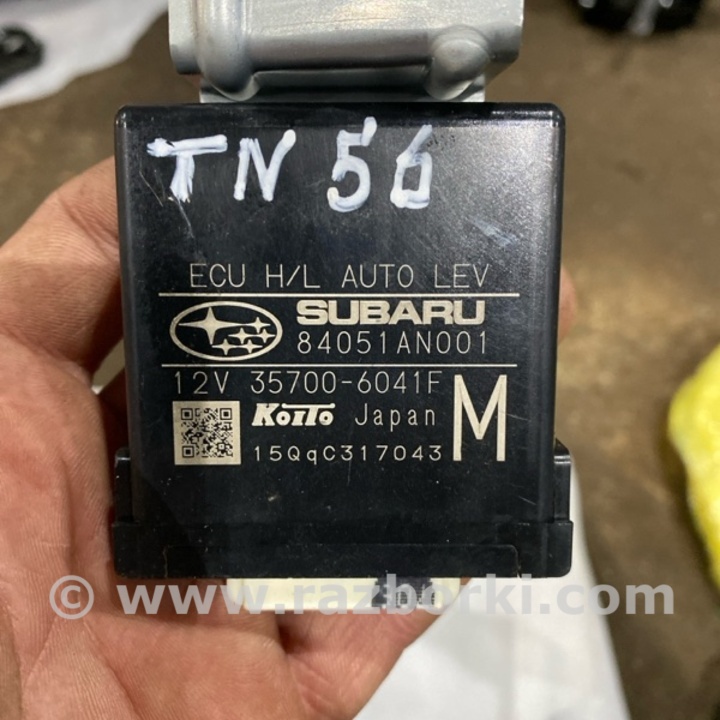 TN 56
ECU H/L AUTO LEV
SUBARU
84051AN001
12V 35700-6041F
KOITO Japan M
15QqC317043
© www.razborki.com